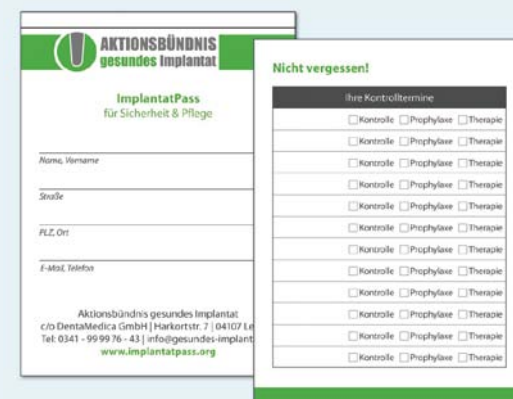 AKTIONSBÜNDNIS
gesundes Implantat
ImplantatPass
für Sicherheit & Pflege
Name, Vorname
Straße
PLZ, Ort
E-Mail, Telefon
Aktionsbündnis gesundes Implantat
c/o DentaMedica GmbH | Harkortstr. 7 | 04107 Le
Tel: 0341 - 99 99 76 - 43 | info@gesundes-implant
www.implantatpass.org
Nicht vergessen!
Ihre Kontrolltermine
Kontrolle Prophylaxe Therapie
Kontrolle Prophylaxe Therapie
Kontrolle Prophylaxe Therapie
Kontrolle Prophylaxe Therapie
Kontrolle Prophylaxe Therapie
Kontrolle Prophylaxe Therapie
Kontrolle Prophylaxe Therapie
Kontrolle Prophylaxe Therapie
Kontrolle Prophylaxe Therapie
Kontrolle Prophylaxe Therapie
Kontrolle Prophylaxe Therapie
Kontrolle Prophylaxe Therapie